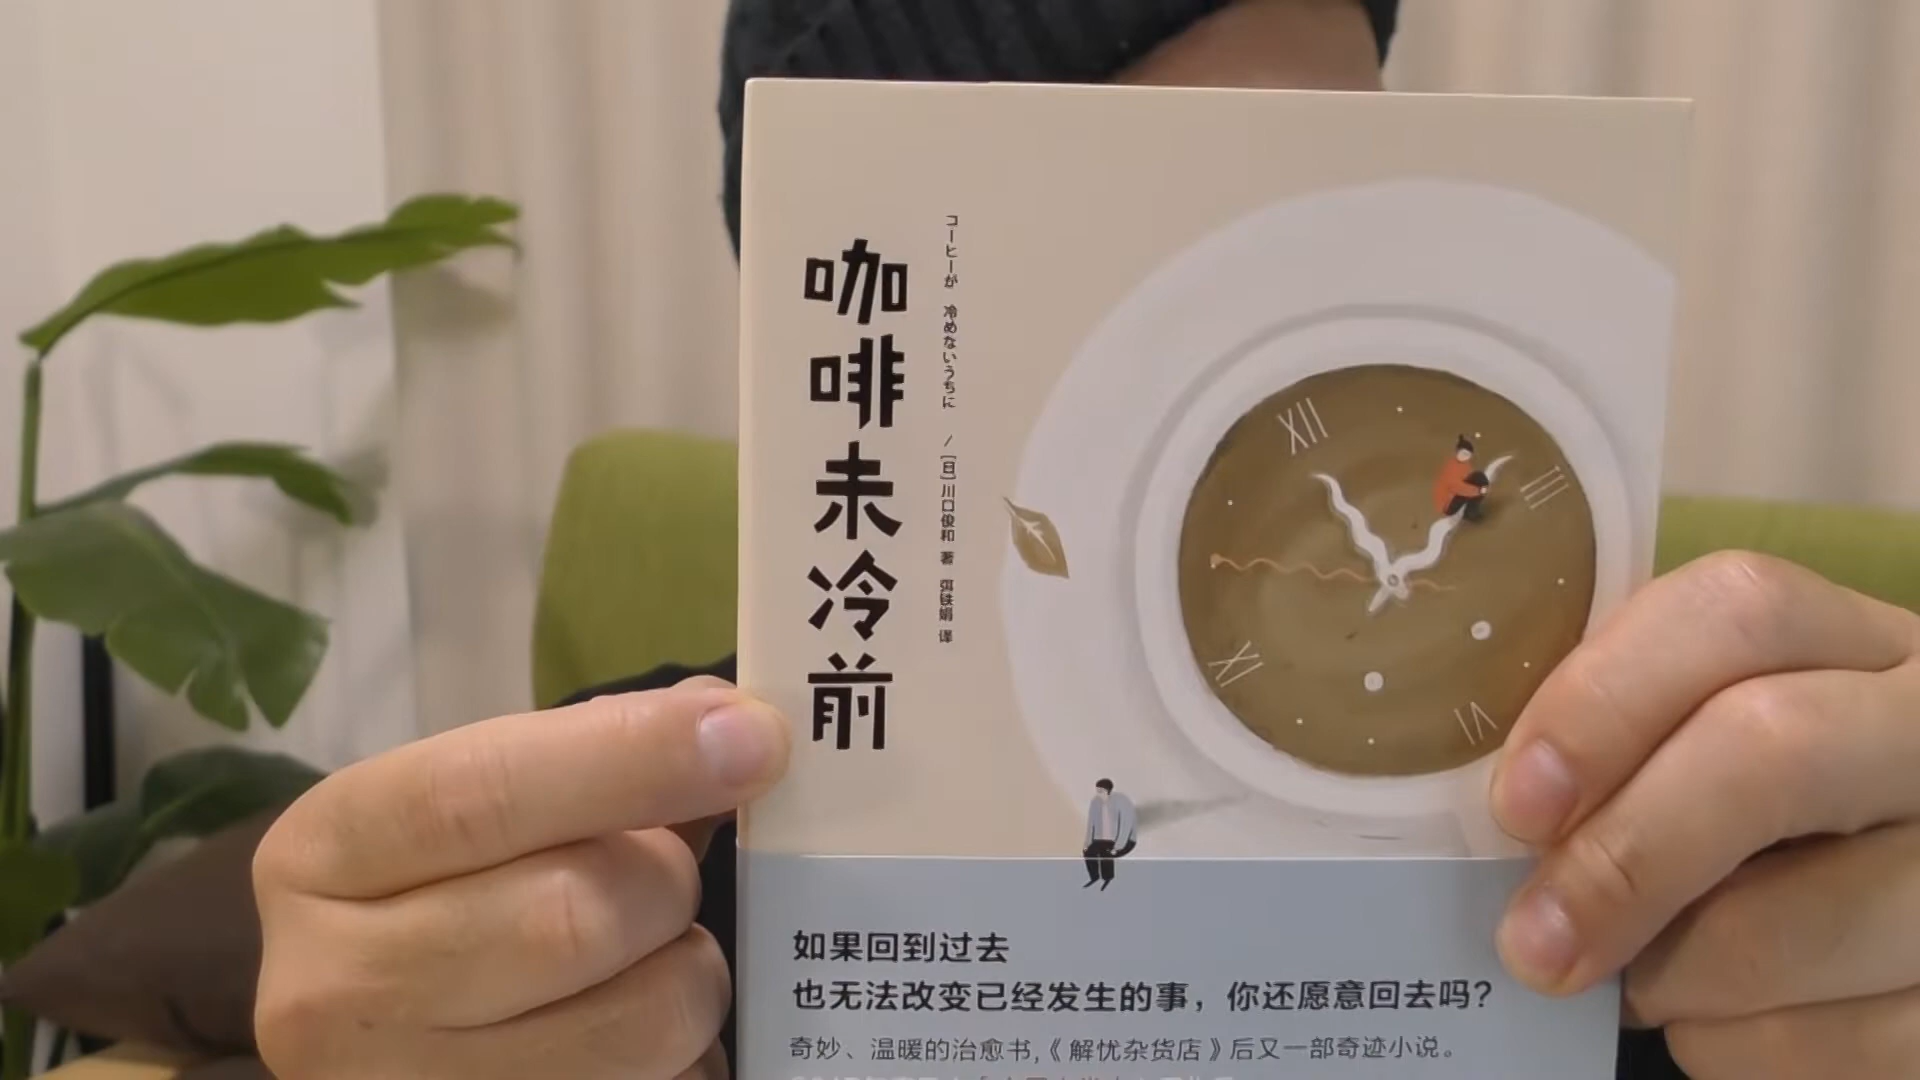 咖啡未冷前
コーヒーが 冷めないうちに / [日]川口俊和 著 弭铁娟 译
XII
III
VI
如果回到过去
也无法改变已经发生的事，你还愿意回去吗？
奇妙、温暖的治愈书，《解忧杂货店》后又一部奇迹小说。